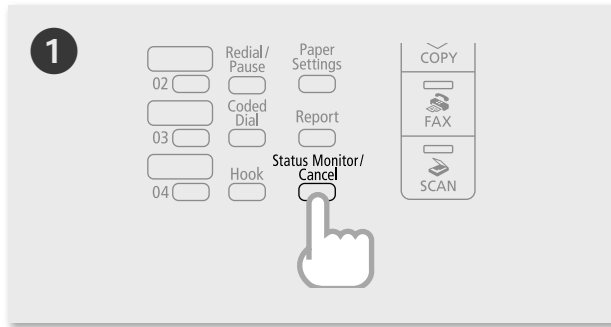 1
Redial/
Pause
Paper
Settings
COPY
02
Coded
Dial
Report
FAX
03
Hook
Status Monitor/
Cancel
SCAN
04